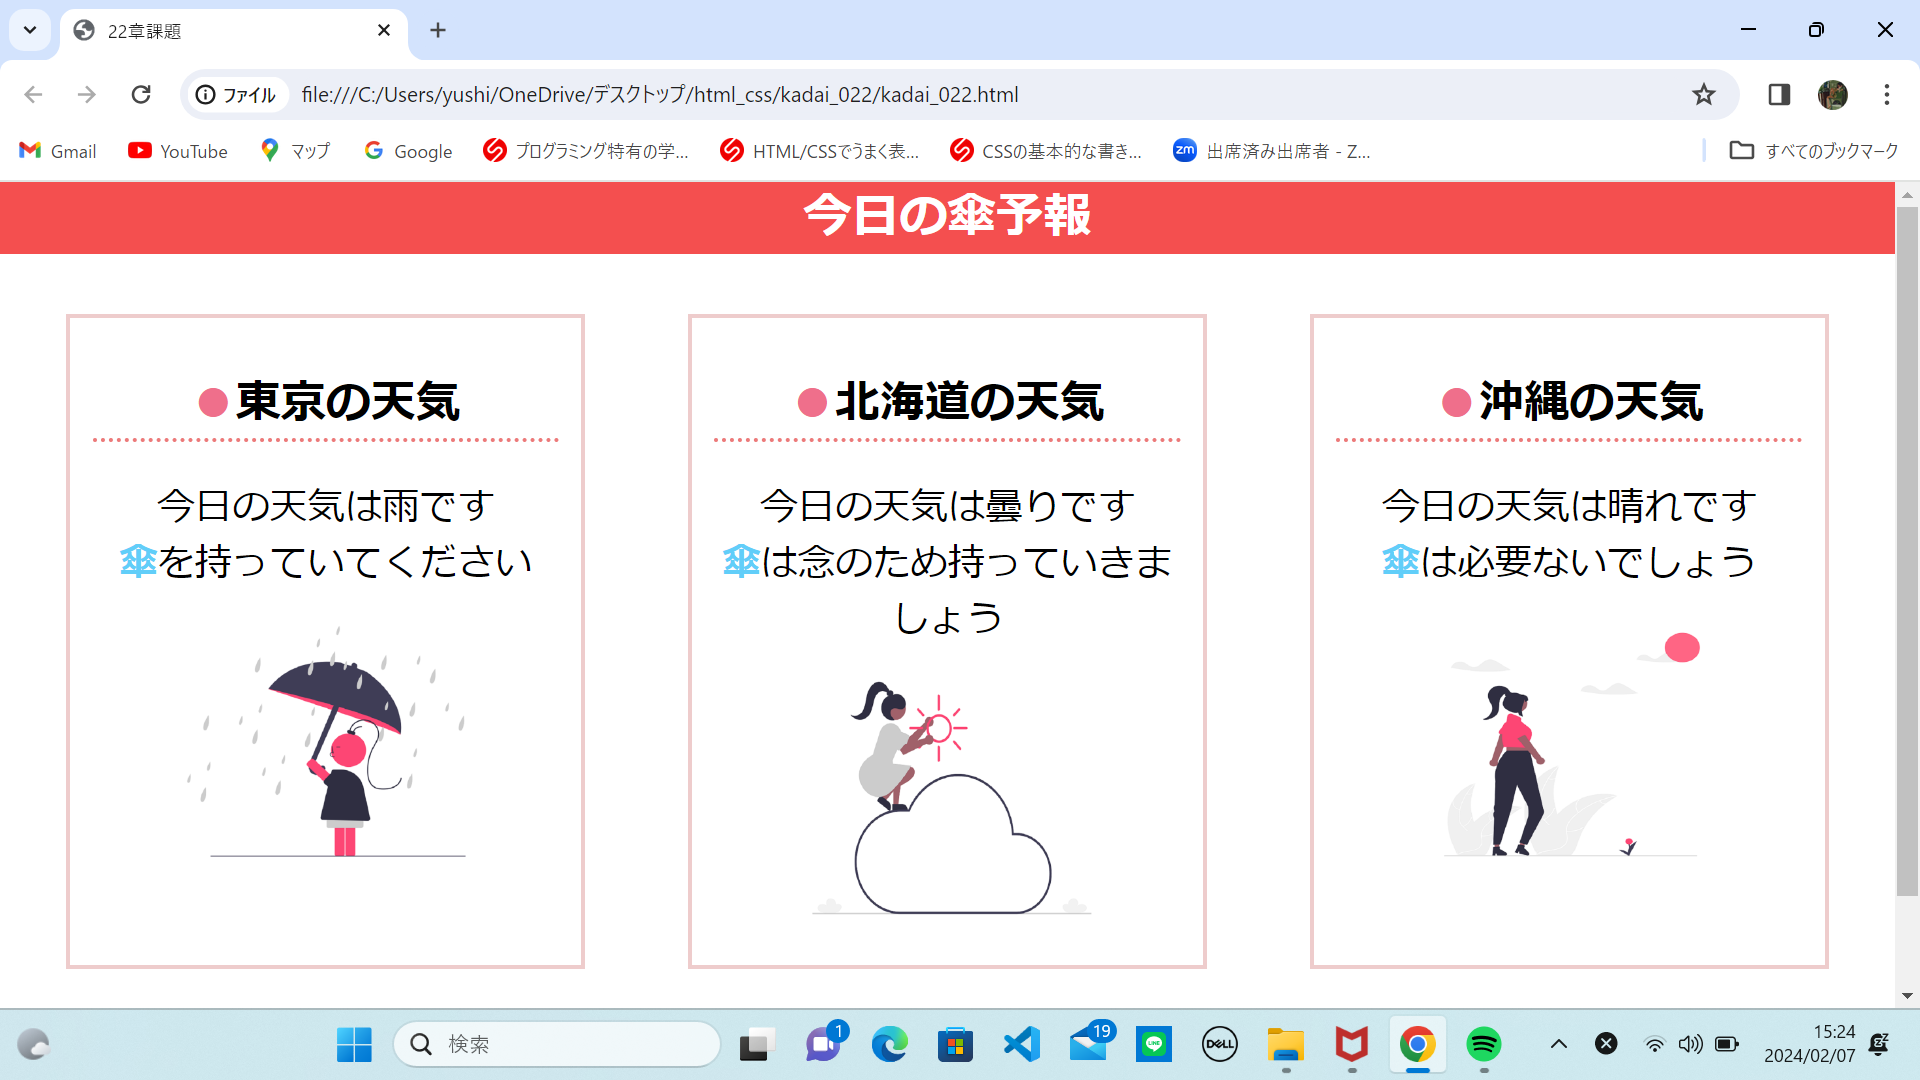 22章課題
ファイル
file:///C:/Users/yushi/OneDrive/デスクトップ/html_css/kadai_022/kadai_022.html
Gmail
YouTube
マップ
Google
プログラミング特有の学...
HTML/CSSでうまく表...
CSSの基本的な書き...
zm
出席済み出席者 - Z...
すべてのブックマーク
今日の傘予報
東京の天気
今日の天気は雨です
傘を持っていてください
北海道の天気
今日の天気は曇りです
傘は念のため持っていきま
しょう
沖縄の天気
今日の天気は晴れです
傘は必要ないでしょう
検索
1
19
LINE
DELL
15:24
2024/02/07